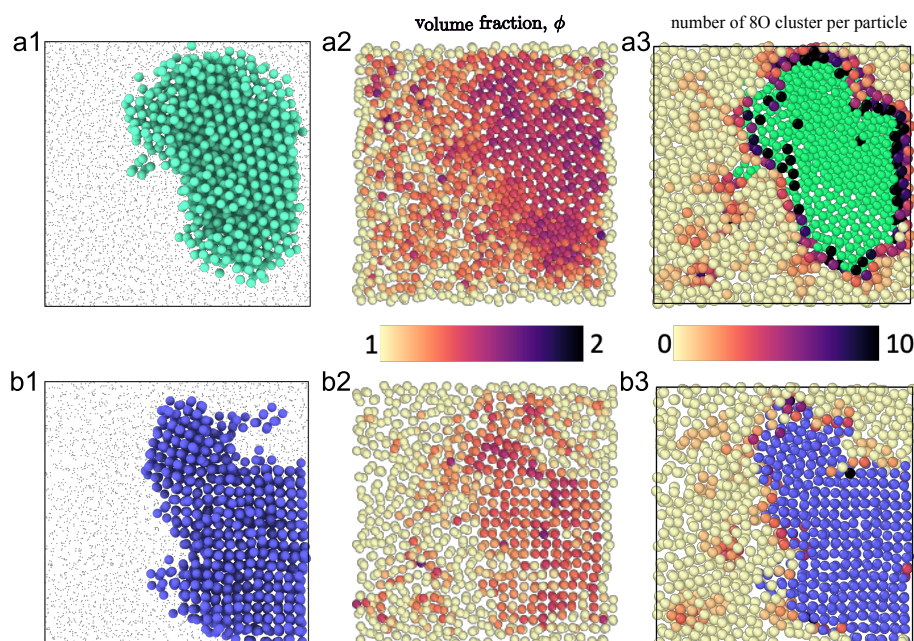 volume fraction, ϕ
number of 8O cluster per particle
a1
a2
a3
1
2
0
10
b1
b2
b3